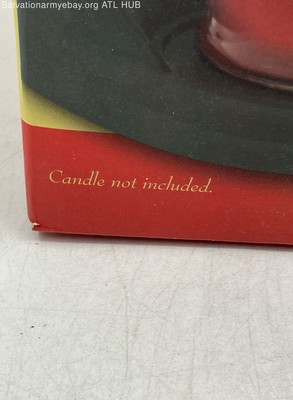 Salvationarmyebay.org ATL HUB
Candle not included.